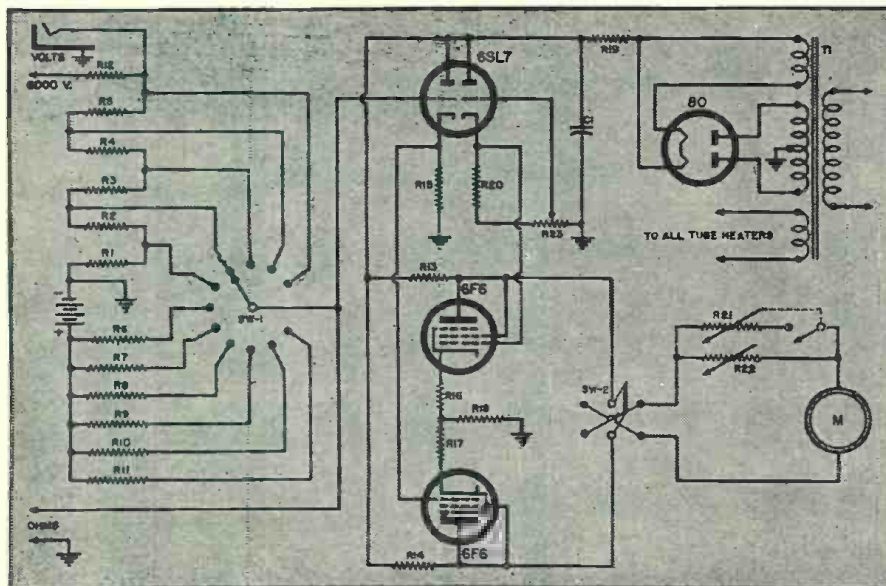 VOLTS
R12
6000 V.
R5
R4
R3
R2
R1
- +
R6
R7
R8
R9
R10
R11
SW-1
OHMS
6SL7
R15
R20
R23
R13
6F6
R16
R18
R17
6F6
R14
R19
T1
80
TO ALL TUBE HEATERS
R21
R22
SW-2
M